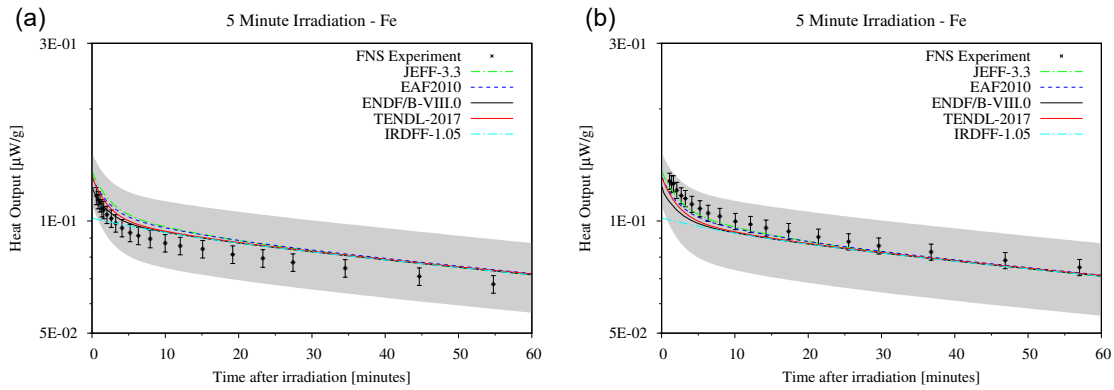 (a)
5 Minute Irradiation - Fe
3E-01
1E-01
5E-02
Heat Output [µW/g]
FNS Experiment
JEFF-3.3
EAF2010
ENDF/B-VIII.0
TENDL-2017
IRDFF-1.05
0 10 20 30 40 50 60
Time after irradiation [minutes]
(b)
5 Minute Irradiation - Fe
3E-01
1E-01
5E-02
Heat Output [µW/g]
FNS Experiment
JEFF-3.3
EAF2010
ENDF/B-VIII.0
TENDL-2017
IRDFF-1.05
0 10 20 30 40 50 60
Time after irradiation [minutes]